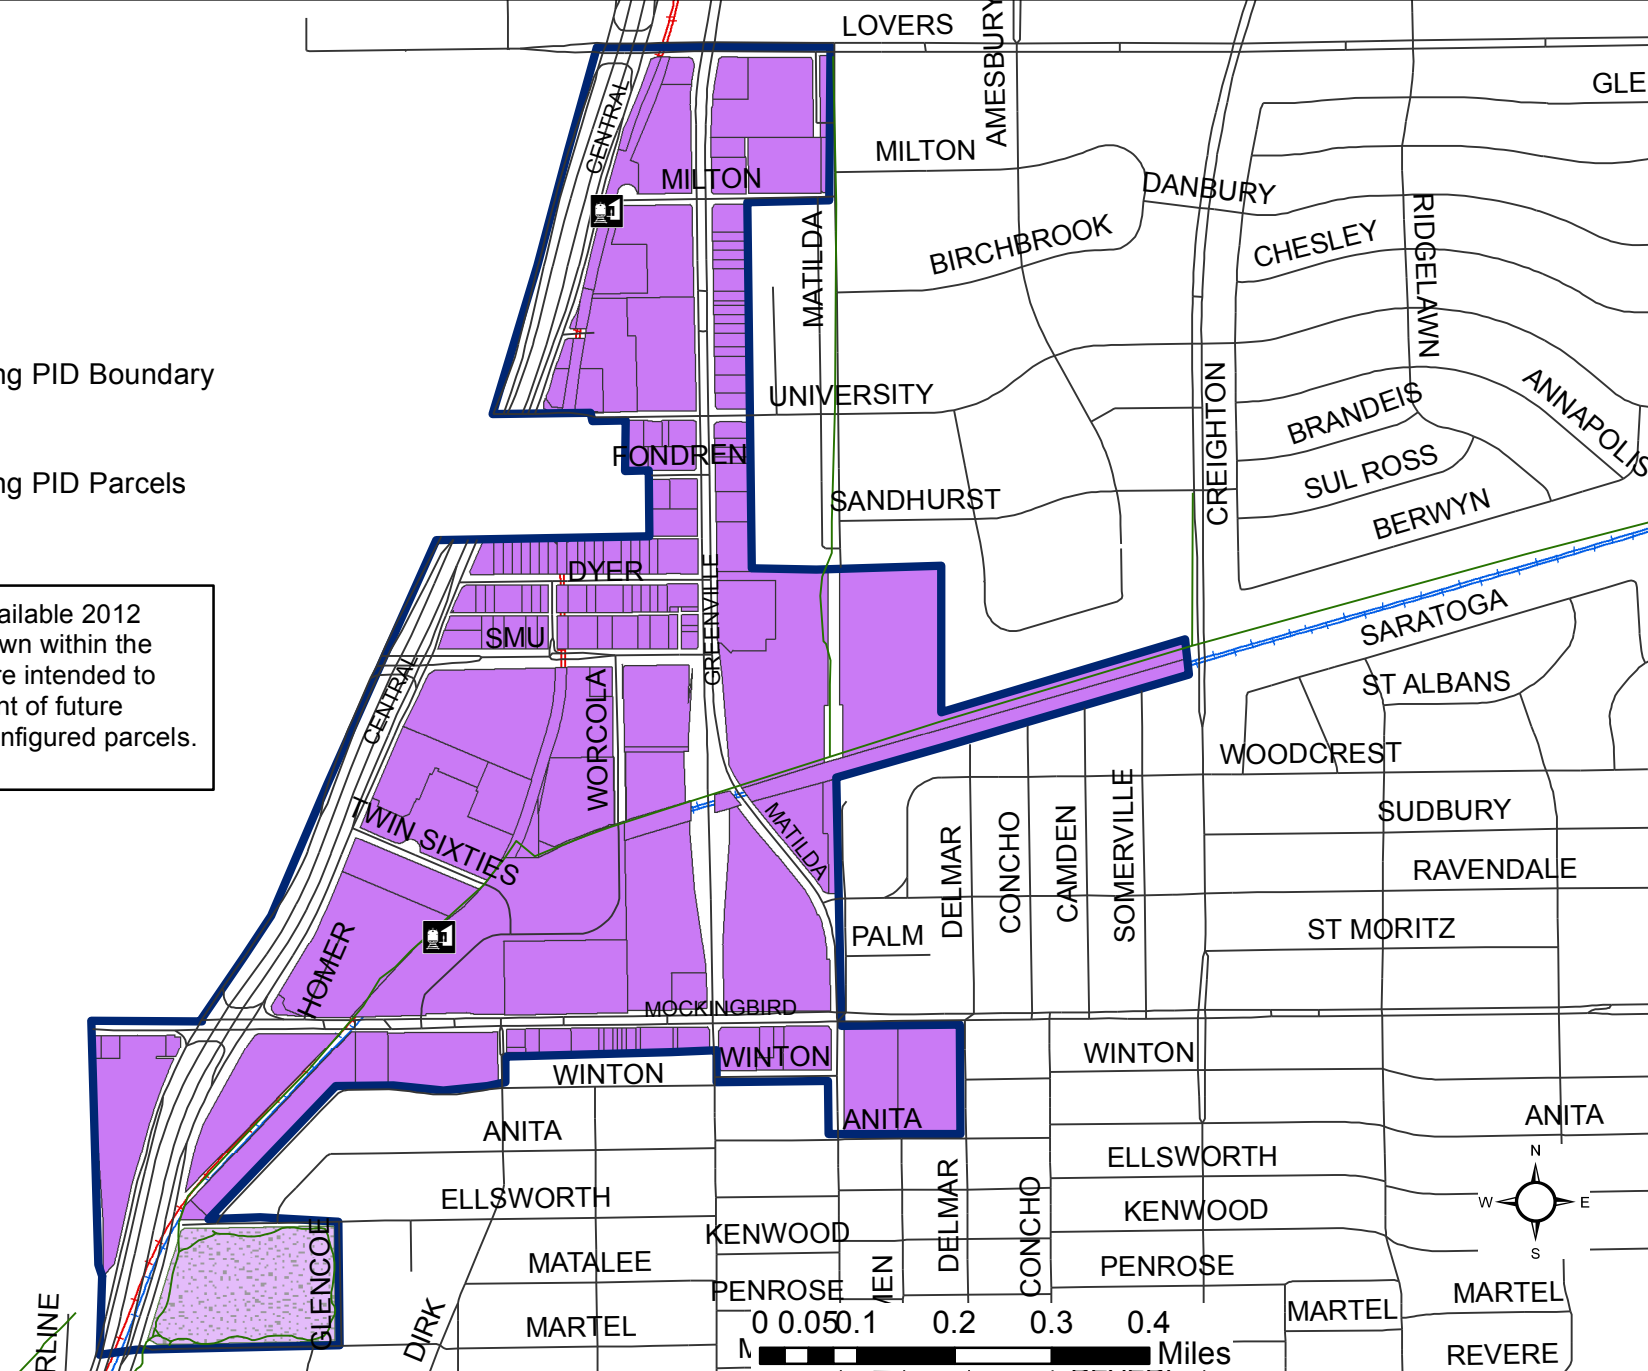 LOVERS
AMESBURY
GLE
CENTRAL
MILTON
MILTON
DANBURY
RIDGELAWN
MATILDA
BIRCHBROOK
CHESLEY
ng PID Boundary
UNIVERSITY
CREIGHTON
BRANDEIS
ANNAPOLIS
FONDREN
ng PID Parcels
SANDHURST
SUL ROSS
BERWYN
DYER
GREENVILLE
ailable 2012
wn within the
re intended to
nt of future
nfigured parcels.
SMU
SARATOGA
CENTRAL
WORCOLA
ST ALBANS
WOODCREST
TWIN SIXTIES
MATILDA
DELMAR
CONCHO
CAMDEN
SOMERVILLE
SUDBURY
RAVENDALE
PALM
ST MORITZ
HOMER
MOCKINGBIRD
WINTON
WINTON
WINTON
ANITA
ANITA
ANITA
ELLSWORTH
ELLSWORTH
N
W
E
S
KENWOOD
KENWOOD
DELMAR
CONCHO
GLENCOE
MATALEE
PENROSE
PENROSE
MEN
MARTEL
MARTEL
MARTEL
DIRK
RLINE
REVERE
0 0.05 0.1 0.2 0.3 0.4
Miles